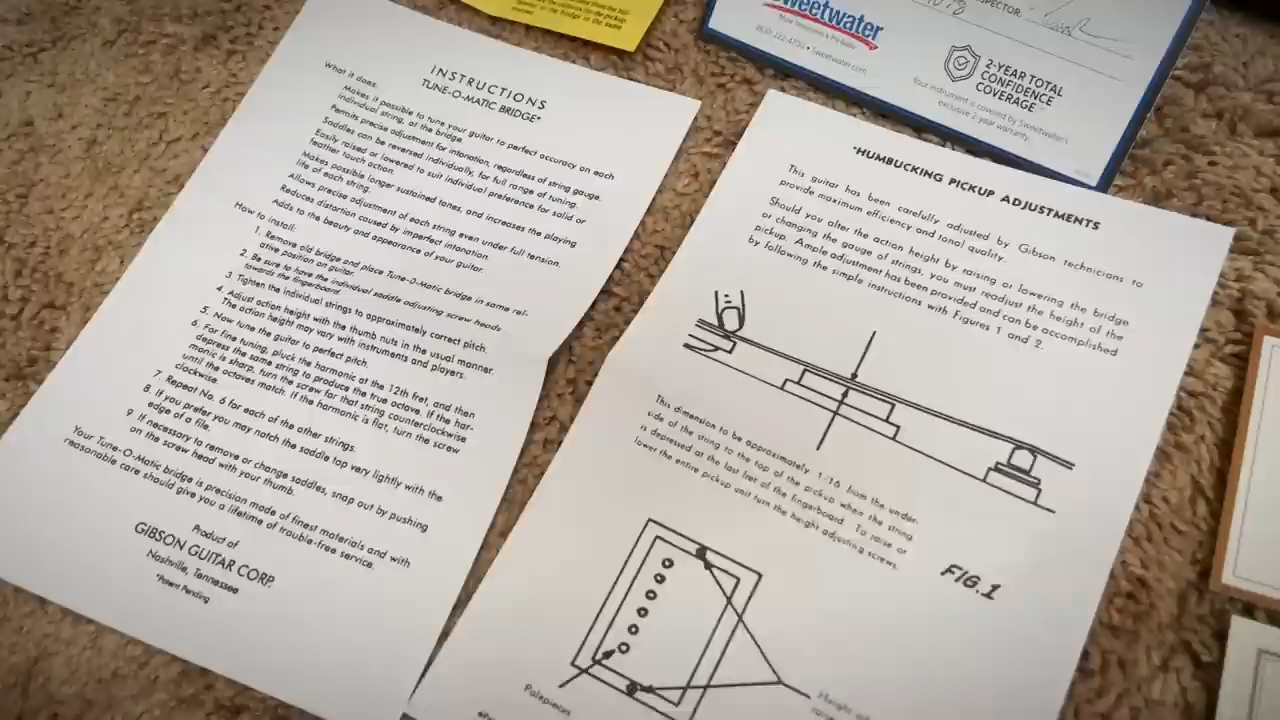 INSTRUCTIONS
TUNE-O-MATIC BRIDGE*
What it does:
Makes it possible to tune your guitar to perfect accuracy on each
individual string, at the bridge.
Permits precise adjustment for intonation, regardless of string gauge.
Saddles can be reversed individually, for full range of tuning.
Easily raised or lowered to suit individual preference for solid or
feather touch action.
Makes possible longer sustained tones, and increases the playing
life of each string.
Allows precise adjustment of each string even under full tension.
Reduces distortion caused by imperfect intonation.
Adds to the beauty and appearance of your guitar.
How to install:
1. Remove old bridge and place Tune-O-Matic bridge in same rel-
ative position on guitar.
2. Be sure to have the individual saddle adjusting screw heads
towards the fingerboard.
3. Tighten the individual strings to approximately correct pitch.
4. Adjust action height with the thumb nuts in the usual manner.
The action height may vary with instruments and players.
5. Now tune the guitar to perfect pitch.
6. For fine tuning, pluck the harmonic at the 12th fret, and then
depress the same string to produce the true octave. If the har-
monic is sharp, turn the screw for that string counterclockwise
until the octaves match. If the harmonic is flat, turn the screw
clockwise.
7. Repeat No. 6 for each of the other strings.
8. If you prefer you may notch the saddle top very lightly with the
edge of a file.
9 If necessary to remove or change saddles, snap out by pushing
on the screw head with your thumb.
Your Tune-O-Matic bridge is precision made of finest materials and with
reasonable care should give you a lifetime of trouble-free service.
Product of
GIBSON GUITAR CORP.
Nashville, Tennessee
*Patent Pending
Sweetwater
(800) 222-4700 • Sweetwater.com
INSPECTOR:
2-YEAR TOTAL
CONFIDENCE
COVERAGE
Your instrument is covered by Sweetwater's
exclusive 2-year warranty.
*HUMBUCKING PICKUP ADJUSTMENTS
This guitar has been carefully adjusted by Gibson technicians to
provide maximum efficiency and tonal quality.
Should you alter the action height by raising or lowering the bridge
or changing the gauge of strings, you must readjust the height of the
pickup. Ample adjustment has been provided and can be accomplished
by following the simple instructions with Figures 1 and 2.
This dimension to be approximately 1/16 from the under-
side of the string to the top of the pickup when the string
is depressed at the last fret of the fingerboard. To raise or
lower the entire pickup unit turn the height adjusting screws.
FIG.1
Polepieces
Height